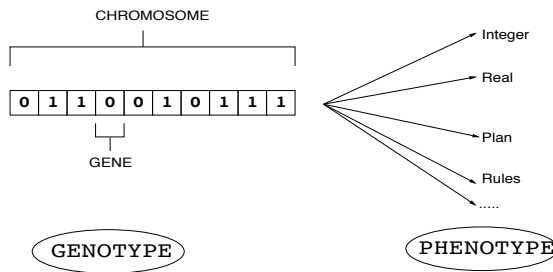 CHROMOSOME
0 1 1 0 0 1 0 1 1 1
GENE
Integer
Real
Plan
Rules
.....
GENOTYPE
PHENOTYPE